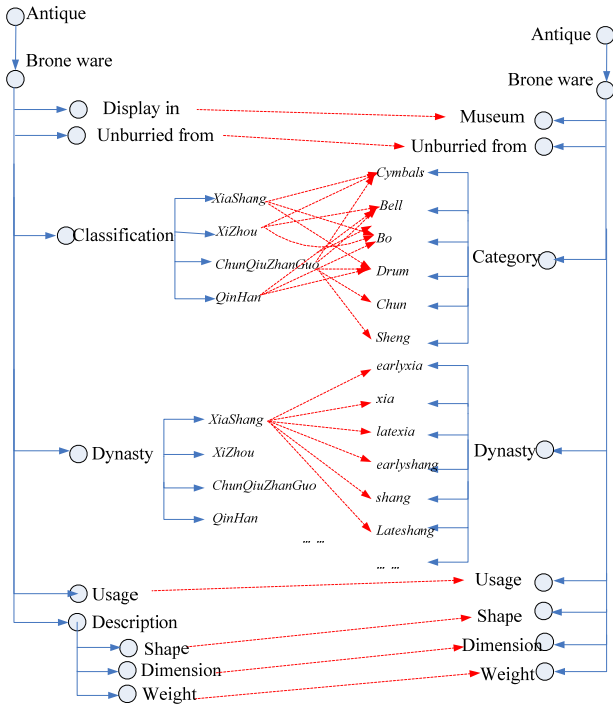 Antique
Antique
Brone ware
Brone ware
Display in
Museum
Unburried from
Unburried from
Cymbals
XiaShang
Bell
XiZhou
Classification
Bo
Category
ChunQiuZhanGuo
Drum
QinHan
Chun
Sheng
earlyxia
xia
XiaShang
latexia
XiZhou
Dynasty
Dynasty
earlyshang
ChunQiuZhanGuo
shang
QinHan
Lateshang
... ...
... ...
Usage
Usage
Description
Shape
Shape
Dimension
Dimension
Weight
Weight